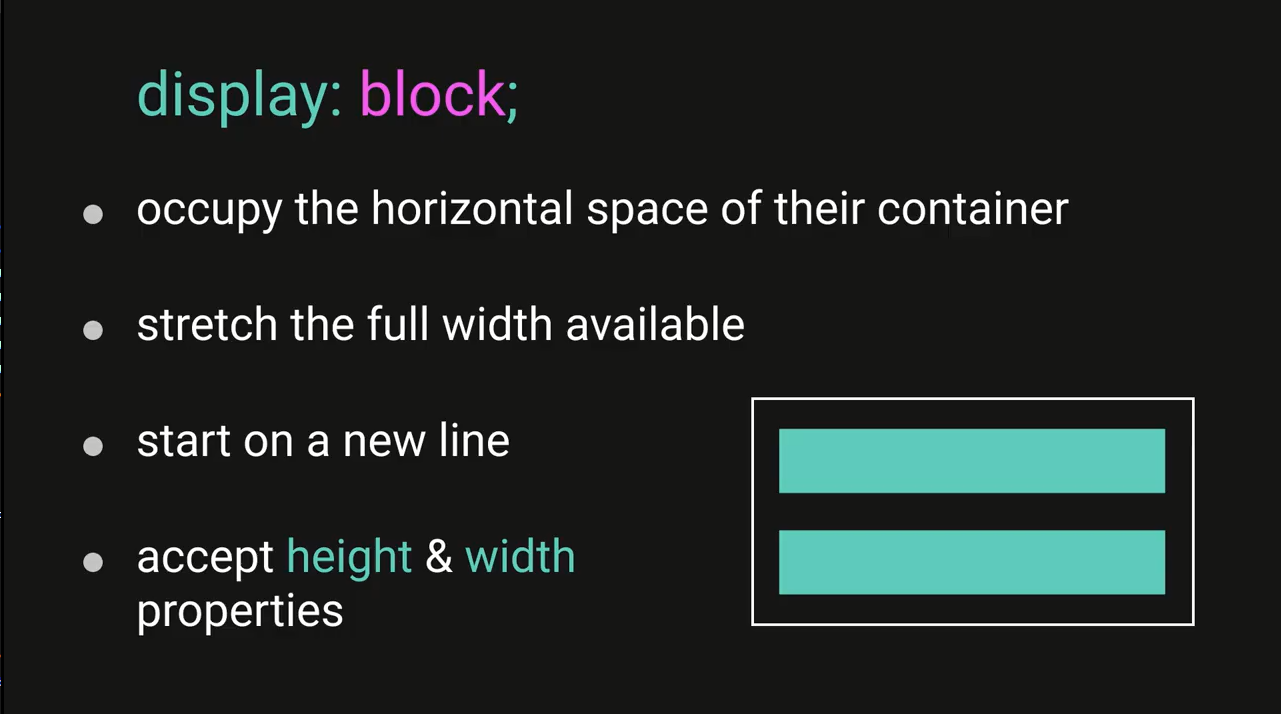 display: block;
occupy the horizontal space of their container
stretch the full width available
start on a new line
accept height & width
properties